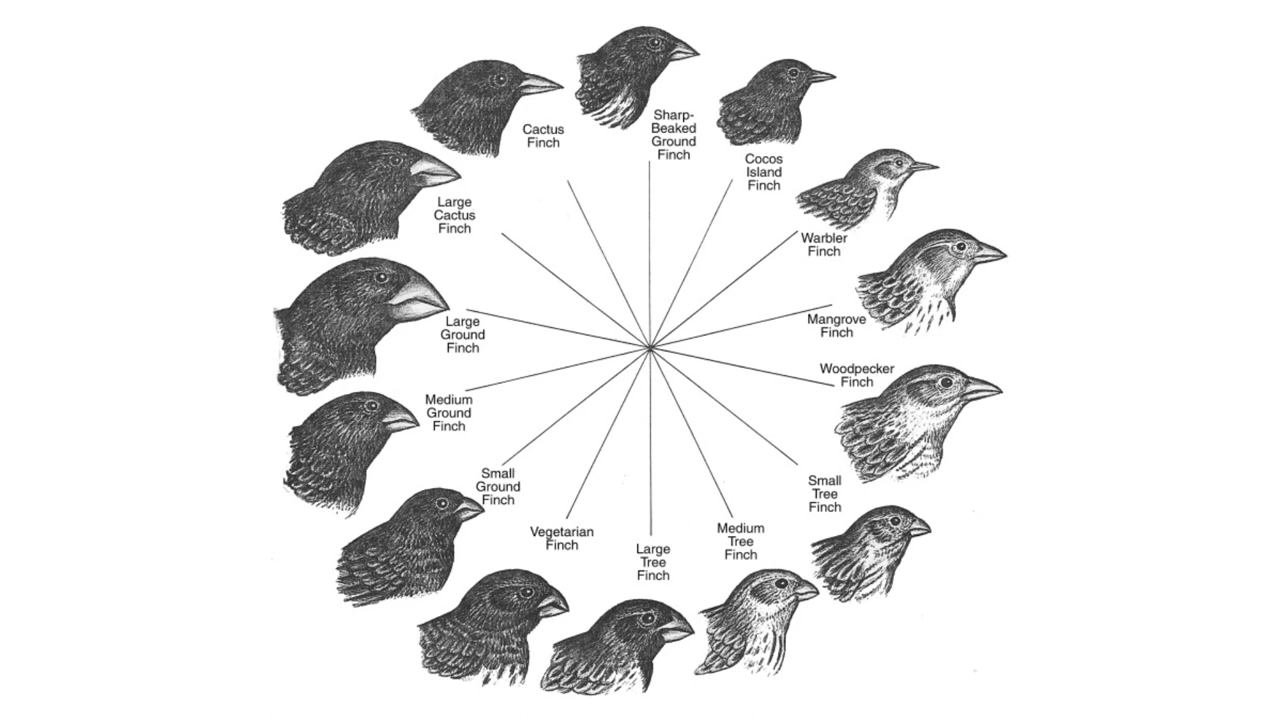 Sharp-
Beaked
Ground
Finch
Cocos
Island
Finch
Warbler
Finch
Mangrove
Finch
Woodpecker
Finch
Small
Tree
Finch
Medium
Tree
Finch
Large
Tree
Finch
Vegetarian
Finch
Small
Ground
Finch
Medium
Ground
Finch
Large
Ground
Finch
Large
Cactus
Finch
Cactus
Finch